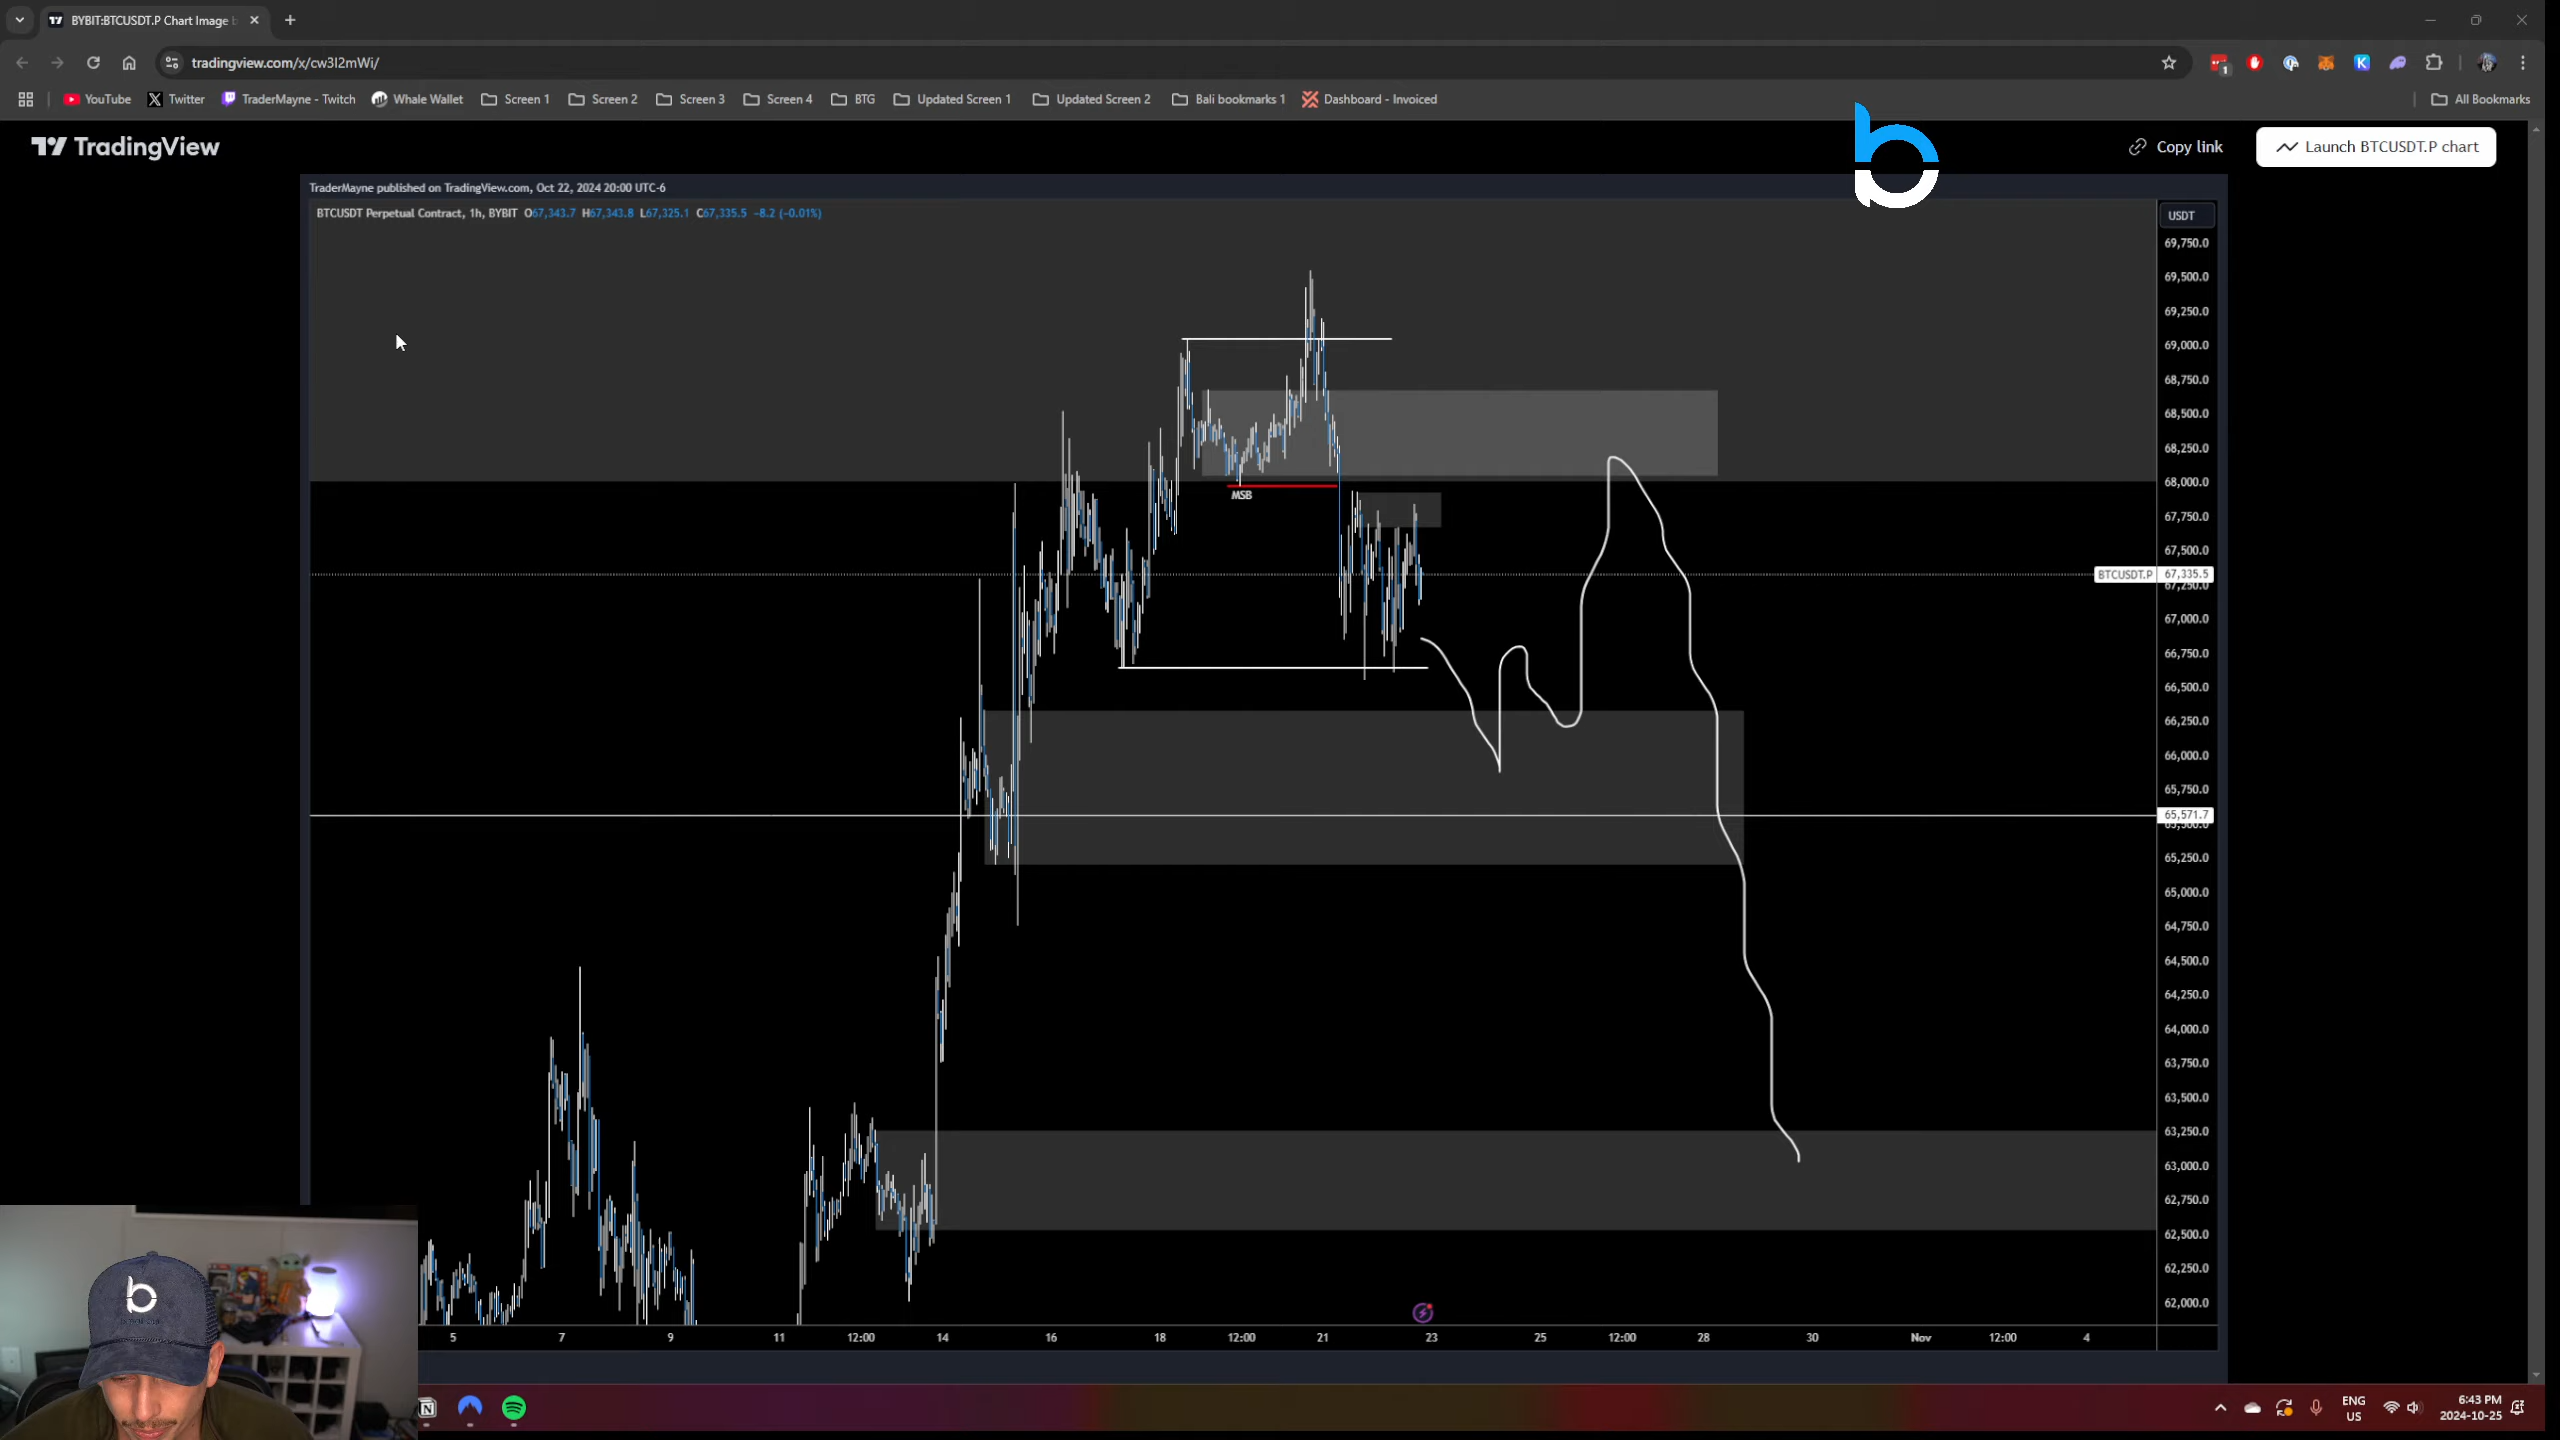 BYBIT:BTCUSDT.P Chart Image b
tradingview.com/x/cw3I2mWi/
YouTube
Twitter
TraderMayne - Twitch
Whale Wallet
Screen 1
Screen 2
Screen 3
Screen 4
BTG
Updated Screen 1
Updated Screen 2
Bali bookmarks 1
Dashboard - Invoiced
All Bookmarks
TradingView
Copy link
Launch BTCUSDT.P chart
TraderMayne published on TradingView.com, Oct 22, 2024 20:00 UTC-6
BTCUSDT Perpetual Contract, 1h, BYBIT O67,343.7 H67,343.8 L67,325.1 C67,335.5 -8.2 (-0.01%)
USDT
69,750.0
69,500.0
69,250.0
69,000.0
68,750.0
68,500.0
68,250.0
68,000.0
67,750.0
67,500.0
BTCUSDT.P 67,335.5
67,250.0
67,000.0
66,750.0
66,500.0
66,250.0
66,000.0
65,750.0
65,571.7
65,500.0
65,250.0
65,000.0
64,750.0
64,500.0
64,250.0
64,000.0
63,750.0
63,500.0
63,250.0
63,000.0
62,750.0
62,500.0
62,250.0
62,000.0
MSB
5 7 9 11 12:00 14 16 18 12:00 21 23 25 12:00 28 30 Nov 12:00 4
b
ENG
US
6:43 PM
2024-10-25